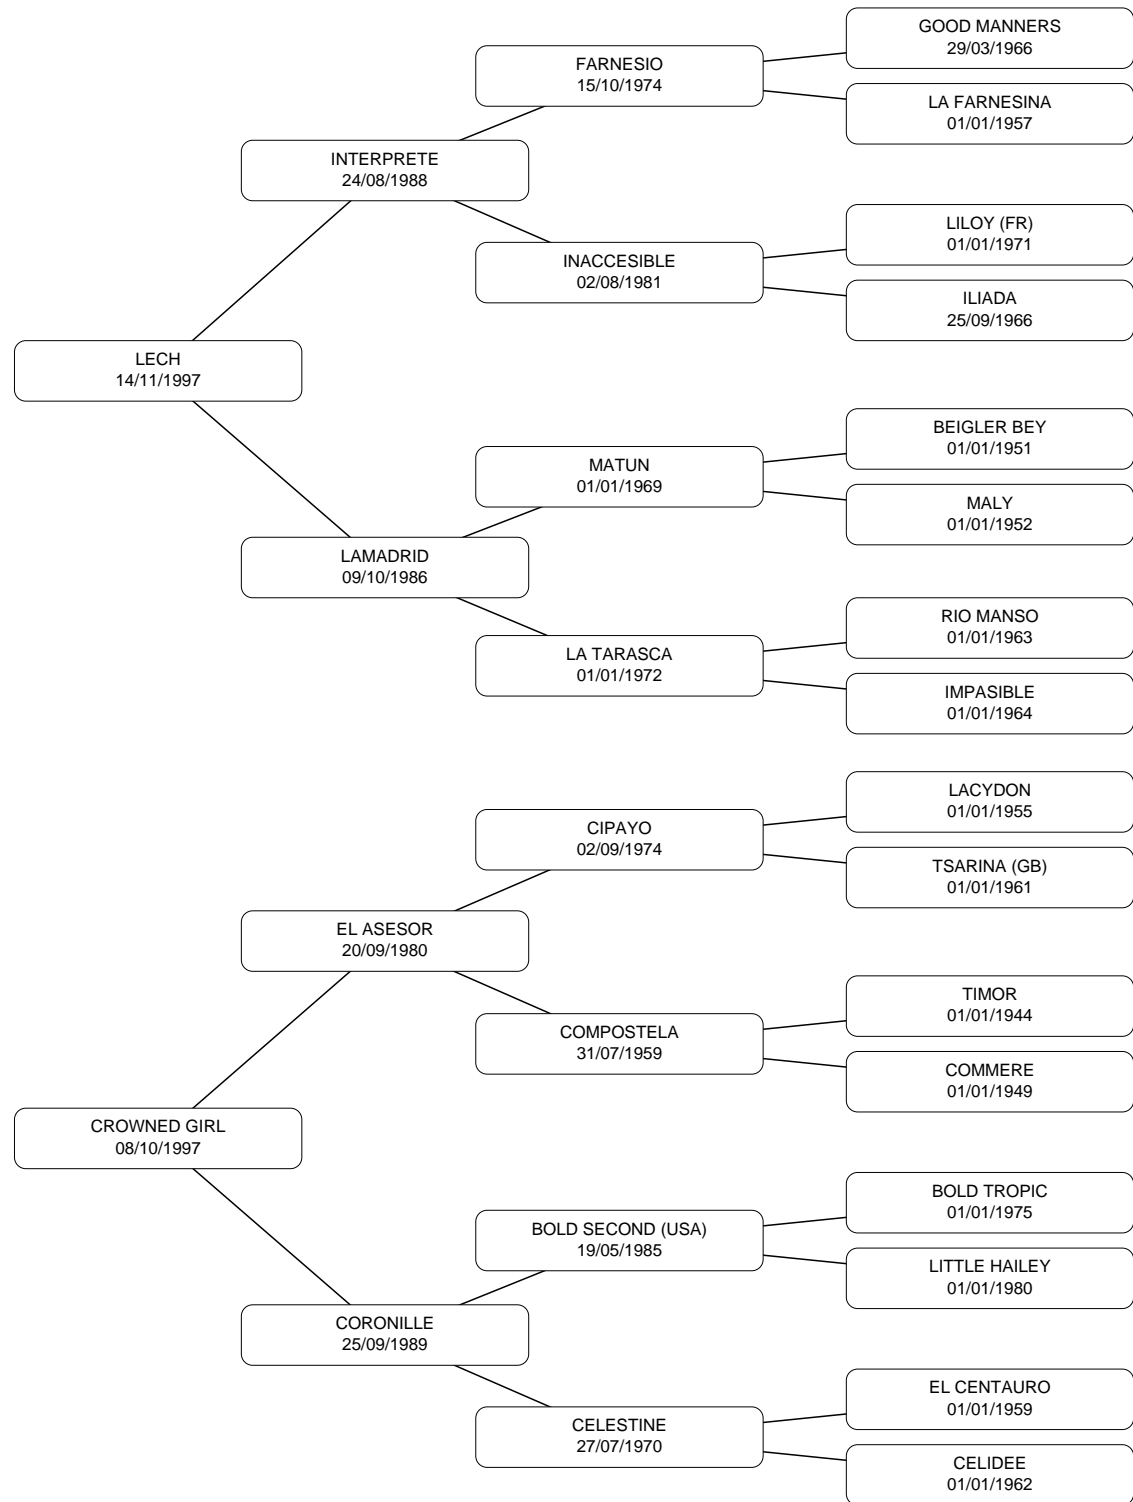 GOOD MANNERS
29/03/1966
FARNESIO
15/10/1974
LA FARNESINA
01/01/1957
INTERPRETE
24/08/1988
LILOY (FR)
01/01/1971
INACCESIBLE
02/08/1981
ILIADA
25/09/1966
LECH
14/11/1997
BEIGLER BEY
01/01/1951
MATUN
01/01/1969
MALY
01/01/1952
LAMADRID
09/10/1986
RIO MANSO
01/01/1963
LA TARASCA
01/01/1972
IMPASIBLE
01/01/1964
LACYDON
01/01/1955
CIPAYO
02/09/1974
TSARINA (GB)
01/01/1961
EL ASESOR
20/09/1980
TIMOR
01/01/1944
COMPOSTELA
31/07/1959
COMMERE
01/01/1949
CROWNED GIRL
08/10/1997
BOLD TROPIC
01/01/1975
BOLD SECOND (USA)
19/05/1985
LITTLE HAILEY
01/01/1980
CORONILLE
25/09/1989
EL CENTAURO
01/01/1959
CELESTINE
27/07/1970
CELIDEE
01/01/1962